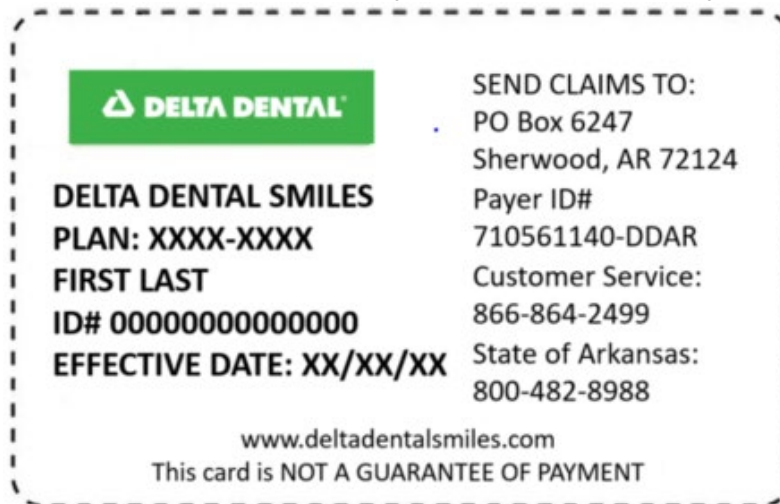 DELTA DENTAL®
DELTA DENTAL SMILES
PLAN: XXXX-XXXX
FIRST LAST
ID# 00000000000000
EFFECTIVE DATE: XX/XX/XX
SEND CLAIMS TO:
PO Box 6247
Sherwood, AR 72124
Payer ID#
710561140-DDAR
Customer Service:
866-864-2499
State of Arkansas:
800-482-8988
www.deltadentalsmiles.com
This card is NOT A GUARANTEE OF PAYMENT